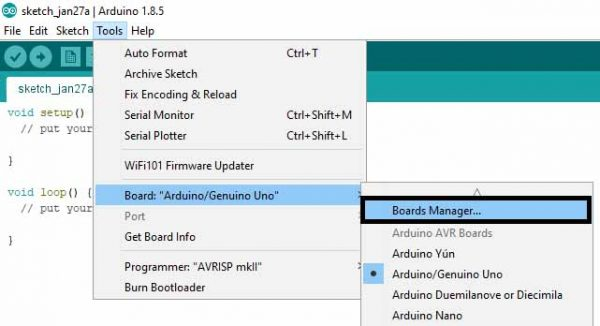 sketch_jan27a | Arduino 1.8.5
File Edit Sketch Tools Help
sketch_jan27a
void setup()
// put your
}
void loop() {
// put your
}
Auto Format Ctrl+T
Archive Sketch
Fix Encoding & Reload
Serial Monitor Ctrl+Shift+M
Serial Plotter Ctrl+Shift+L
WiFi101 Firmware Updater
Board: "Arduino/Genuino Uno"
Port
Get Board Info
Programmer: "AVRISP mkII"
Burn Bootloader
Boards Manager...
Arduino AVR Boards
Arduino Yún
Arduino/Genuino Uno
Arduino Duemilanove or Diecimila
Arduino Nano